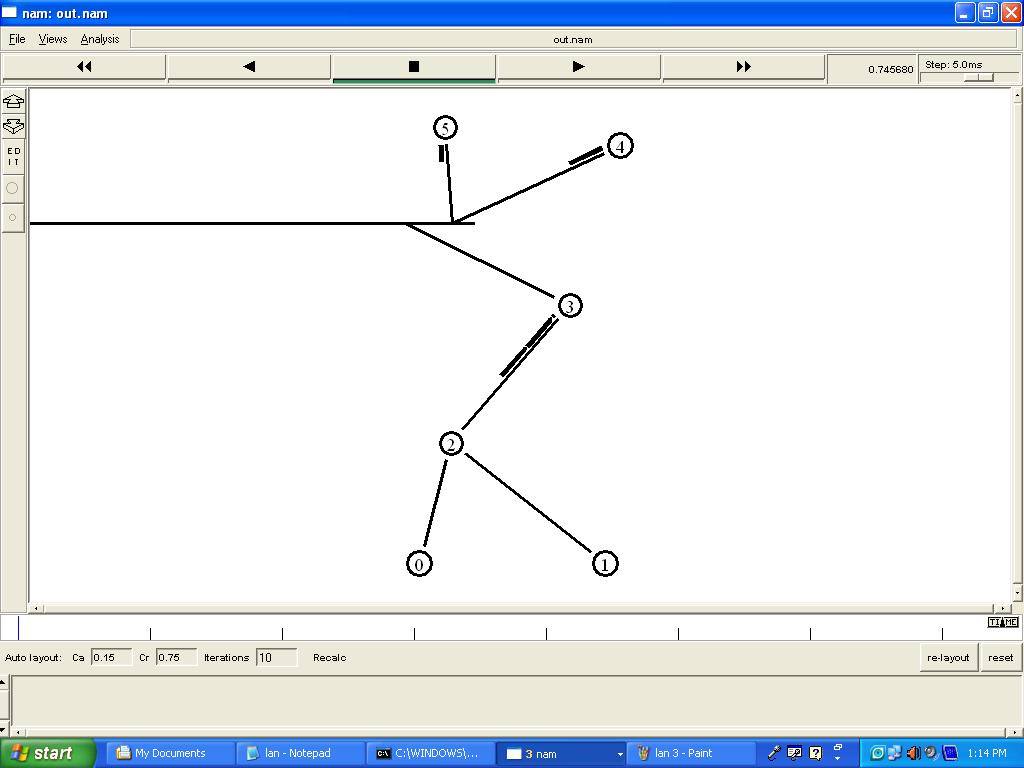 nam: out.nam
File Views Analysis out.nam
0.745680 Step: 5.0ms
ED
IT
5
4
3
2
0
1
TIME
Auto layout: Ca 0.15 Cr 0.75 Iterations 10 Recalc re-layout reset
start My Documents lan - Notepad C:\WINDOWS\... 3 nam lan 3 - Paint 1:14 PM